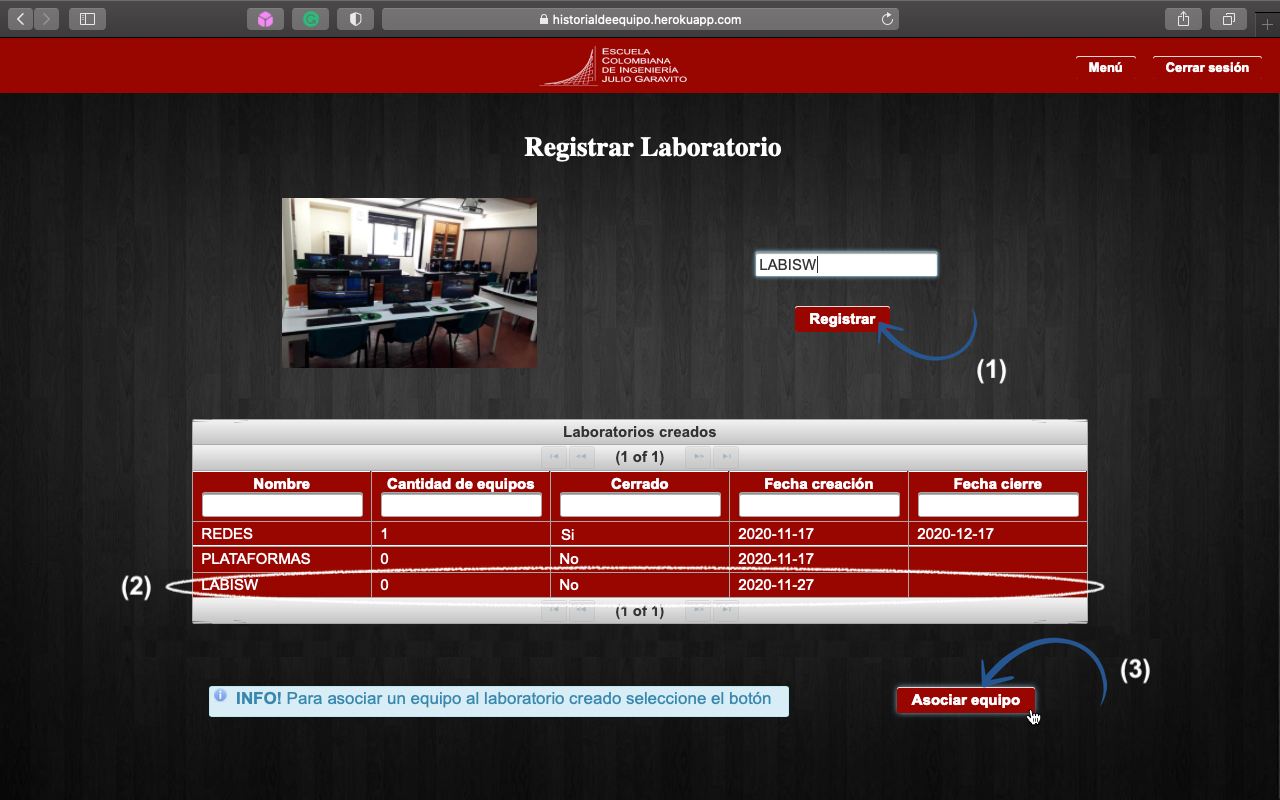 historialdeequipo.herokuapp.com
ESCUELA
COLOMBIANA
DE INGENIERÍA
JULIO GARAVITO
Menú
Cerrar sesión
Registrar Laboratorio
LABISW
Registrar
(1)
Laboratorios creados
(1 of 1)
Nombre Cantidad de equipos Cerrado Fecha creación Fecha cierre
REDES 1 Si 2020-11-17 2020-12-17
PLATAFORMAS 0 No 2020-11-17
(2) LABISW 0 No 2020-11-27
(1 of 1)
INFO! Para asociar un equipo al laboratorio creado seleccione el botón
Asociar equipo
(3)